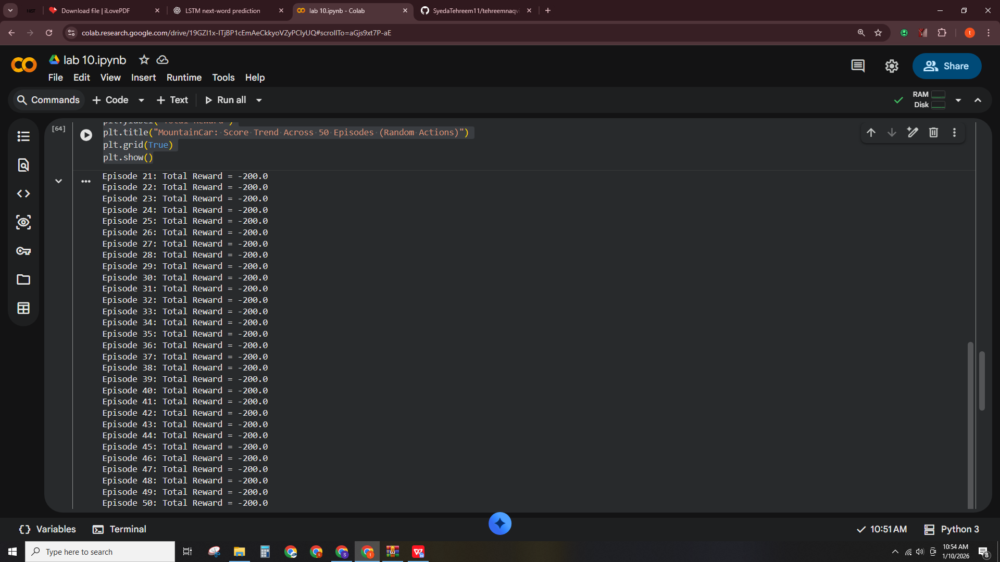 NIST
Download file | iLovePDF
LSTM next-word prediction
lab 10.ipynb - Colab
SyedaTehreem11/tehreemnaqvi
colab.research.google.com/drive/19GZI1x-ITjBP1cEmAeCkkyoVZyPClyUQ#scrollTo=aGjs9xt7P-aE
t
lab 10.ipynb
File Edit View Insert Runtime Tools Help
Share
Commands + Code + Text Run all
RAM
Disk
[64]
plt.ylabel("Total Reward")
plt.title("MountainCar: Score Trend Across 50 Episodes (Random Actions)")
plt.grid(True)
plt.show()
Episode 21: Total Reward = -200.0
Episode 22: Total Reward = -200.0
Episode 23: Total Reward = -200.0
Episode 24: Total Reward = -200.0
Episode 25: Total Reward = -200.0
Episode 26: Total Reward = -200.0
Episode 27: Total Reward = -200.0
Episode 28: Total Reward = -200.0
Episode 29: Total Reward = -200.0
Episode 30: Total Reward = -200.0
Episode 31: Total Reward = -200.0
Episode 32: Total Reward = -200.0
Episode 33: Total Reward = -200.0
Episode 34: Total Reward = -200.0
Episode 35: Total Reward = -200.0
Episode 36: Total Reward = -200.0
Episode 37: Total Reward = -200.0
Episode 38: Total Reward = -200.0
Episode 39: Total Reward = -200.0
Episode 40: Total Reward = -200.0
Episode 41: Total Reward = -200.0
Episode 42: Total Reward = -200.0
Episode 43: Total Reward = -200.0
Episode 44: Total Reward = -200.0
Episode 45: Total Reward = -200.0
Episode 46: Total Reward = -200.0
Episode 47: Total Reward = -200.0
Episode 48: Total Reward = -200.0
Episode 49: Total Reward = -200.0
Episode 50: Total Reward = -200.0
{} Variables Terminal
10:51 AM Python 3
Type here to search
10:54 AM
1/10/2026
8